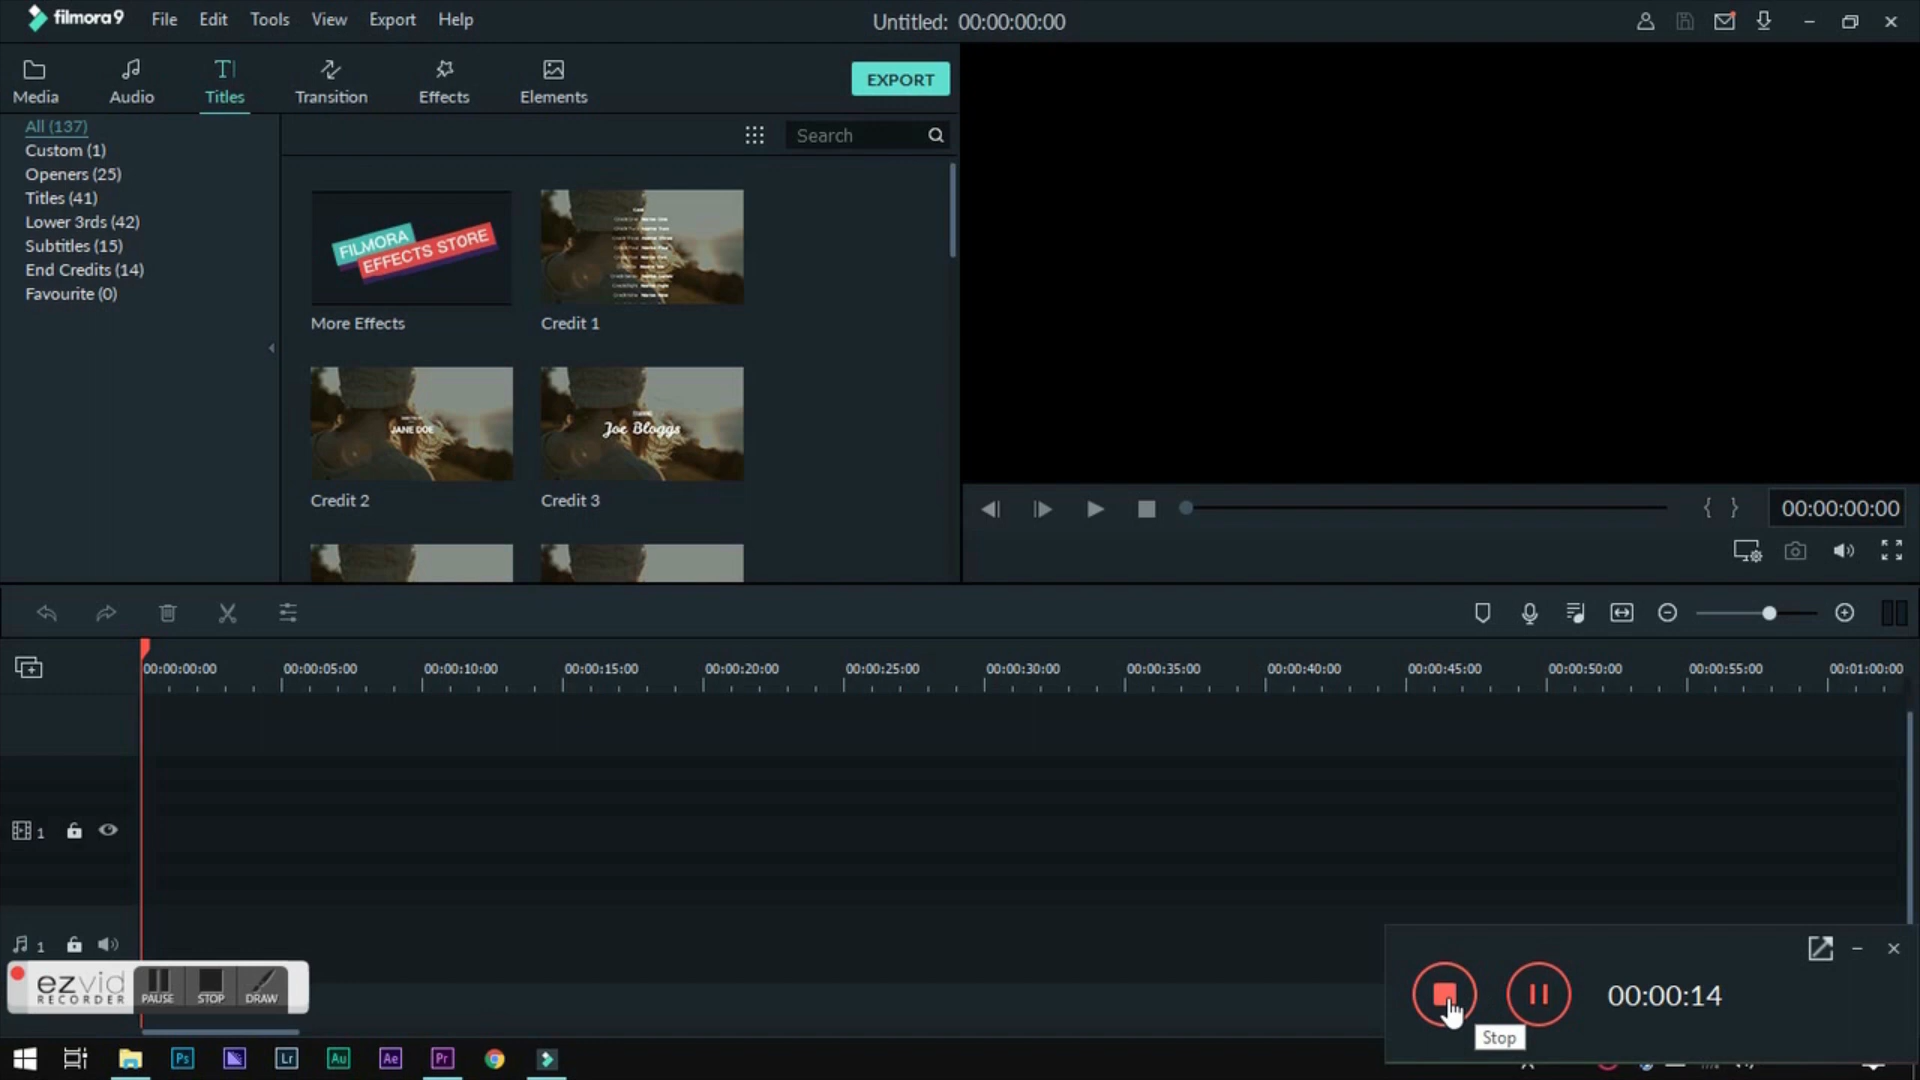 filmora9 File Edit Tools View Export Help Untitled: 00:00:00:00
Media Audio Titles Transition Effects Elements EXPORT
All (137)
Custom (1)
Openers (25)
Titles (41)
Lower 3rds (42)
Subtitles (15)
End Credits (14)
Favourite (0)
Search
FILMORA
EFFECTS STORE
More Effects Credit 1
JANE DOE
Joe Bloggs
Credit 2 Credit 3
00:00:00:00
00:00:00:00 00:00:05:00 00:00:10:00 00:00:15:00 00:00:20:00 00:00:25:00 00:00:30:00 00:00:35:00 00:00:40:00 00:00:45:00 00:00:50:00 00:00:55:00 00:01:00:00
1
1
ezvid
RECORDER
PAUSE STOP DRAW
00:00:14
Stop
Ps Lr Au Ae Pr